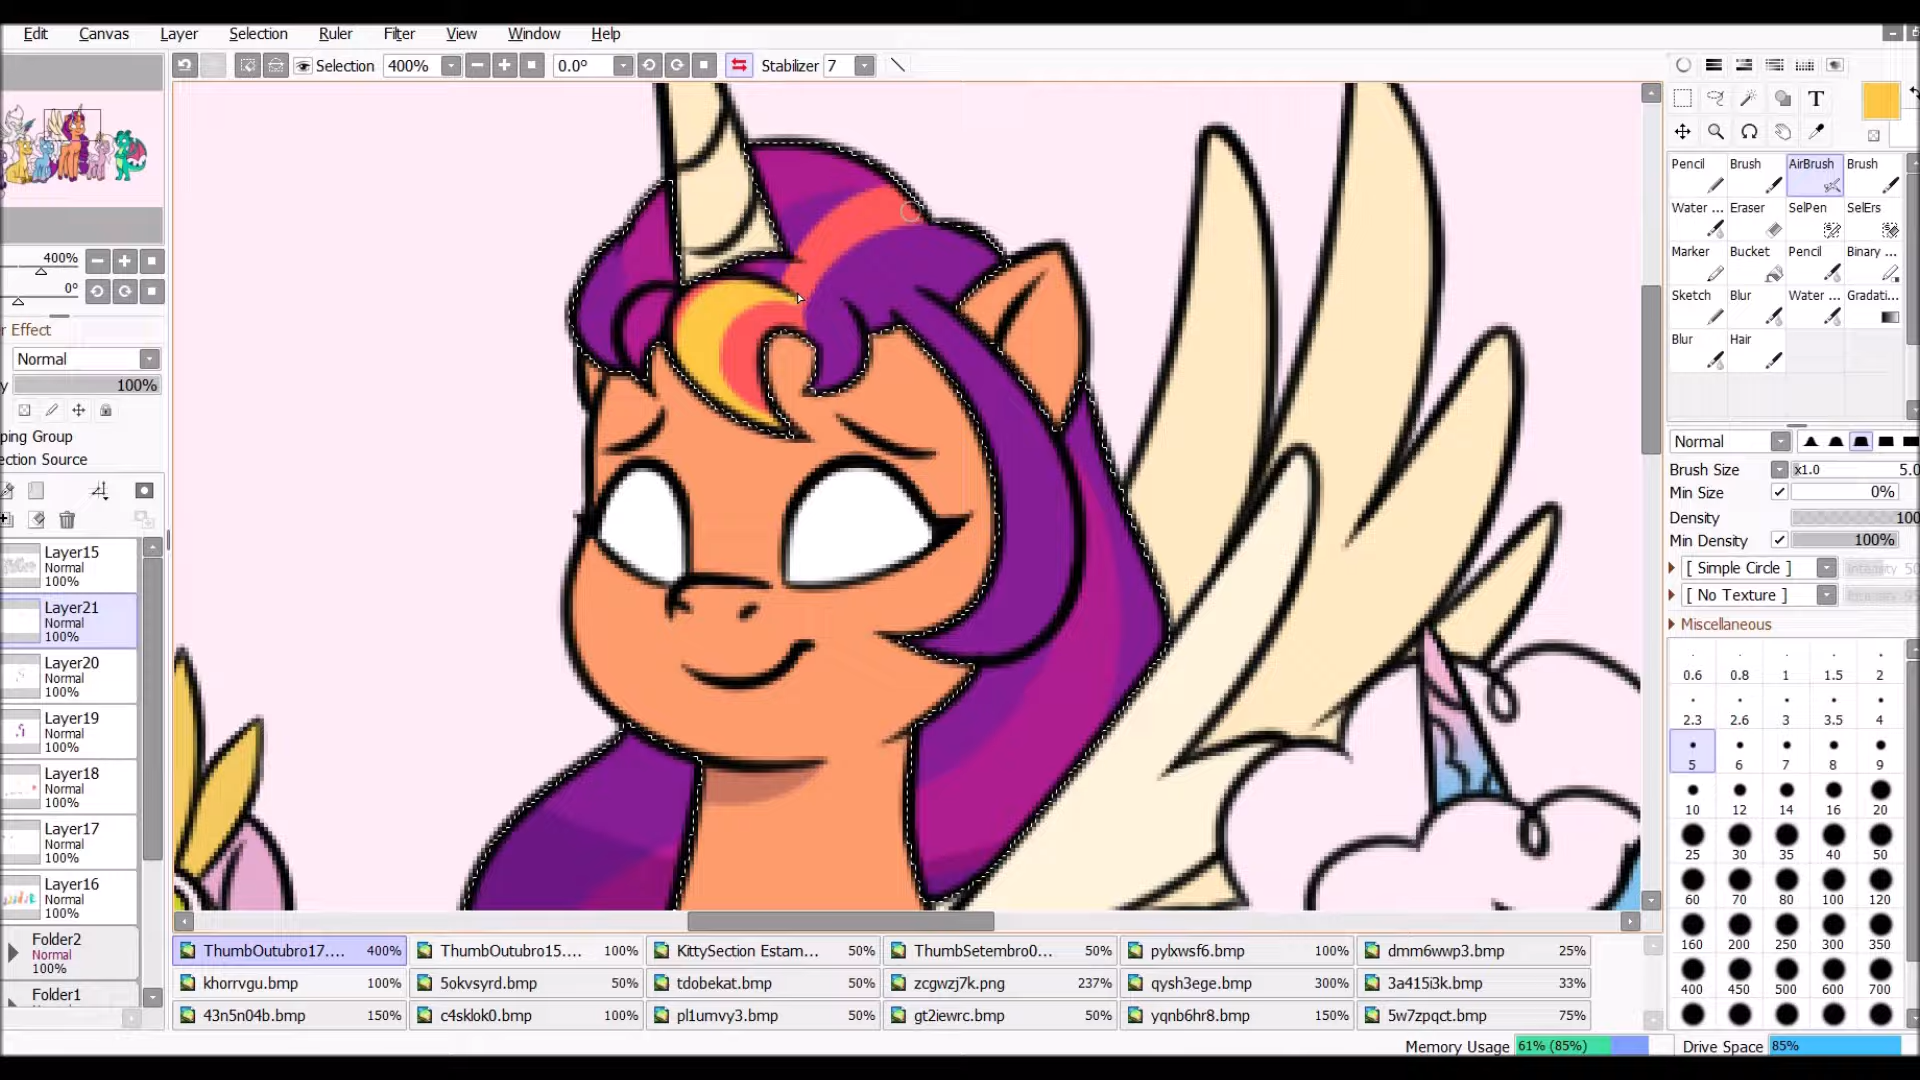 Edit Canvas Layer Selection Ruler Filter View Window Help
Selection 400% 0.0° Stabilizer 7
400%
0°
r Effect
Normal
100%
ping Group
ection Source
Layer15
Normal
100%
Layer21
Normal
100%
Layer20
Normal
100%
Layer19
Normal
100%
Layer18
Normal
100%
Layer17
Normal
100%
Layer16
Normal
100%
Folder2
Normal
100%
Folder1
T
Pencil Brush AirBrush Brush
Water ... Eraser SelPen SelErs
Marker Bucket Pencil Binary ...
Sketch Blur Water ... Gradati...
Blur Hair
Normal
Brush Size x1.0 5.0
Min Size 0%
Density 100
Min Density 100%
[ Simple Circle ] Intensity 50
[ No Texture ]
Miscellaneous
0.6 0.8 1 1.5 2
2.3 2.6 3 3.5 4
5 6 7 8 9
10 12 14 16 20
25 30 35 40 50
60 70 80 100 120
160 200 250 300 350
400 450 500 600 700
ThumbOutubro17.... 400% ThumbOutubro15.... 100% KittySection Estam... 50% ThumbSetembro0... 50% pylxwsf6.bmp 100% dmm6wwp3.bmp 25%
khorrvgu.bmp 100% 5okvsyrd.bmp 50% tdobekat.bmp 50% zcgwzj7k.png 237% qysh3ege.bmp 300% 3a415i3k.bmp 33%
43n5n04b.bmp 150% c4sklok0.bmp 100% pl1umvy3.bmp 50% gt2iewrc.bmp 50% yqnb6hr8.bmp 150% 5w7zpqct.bmp 75%
Memory Usage 61% (85%) Drive Space 85%